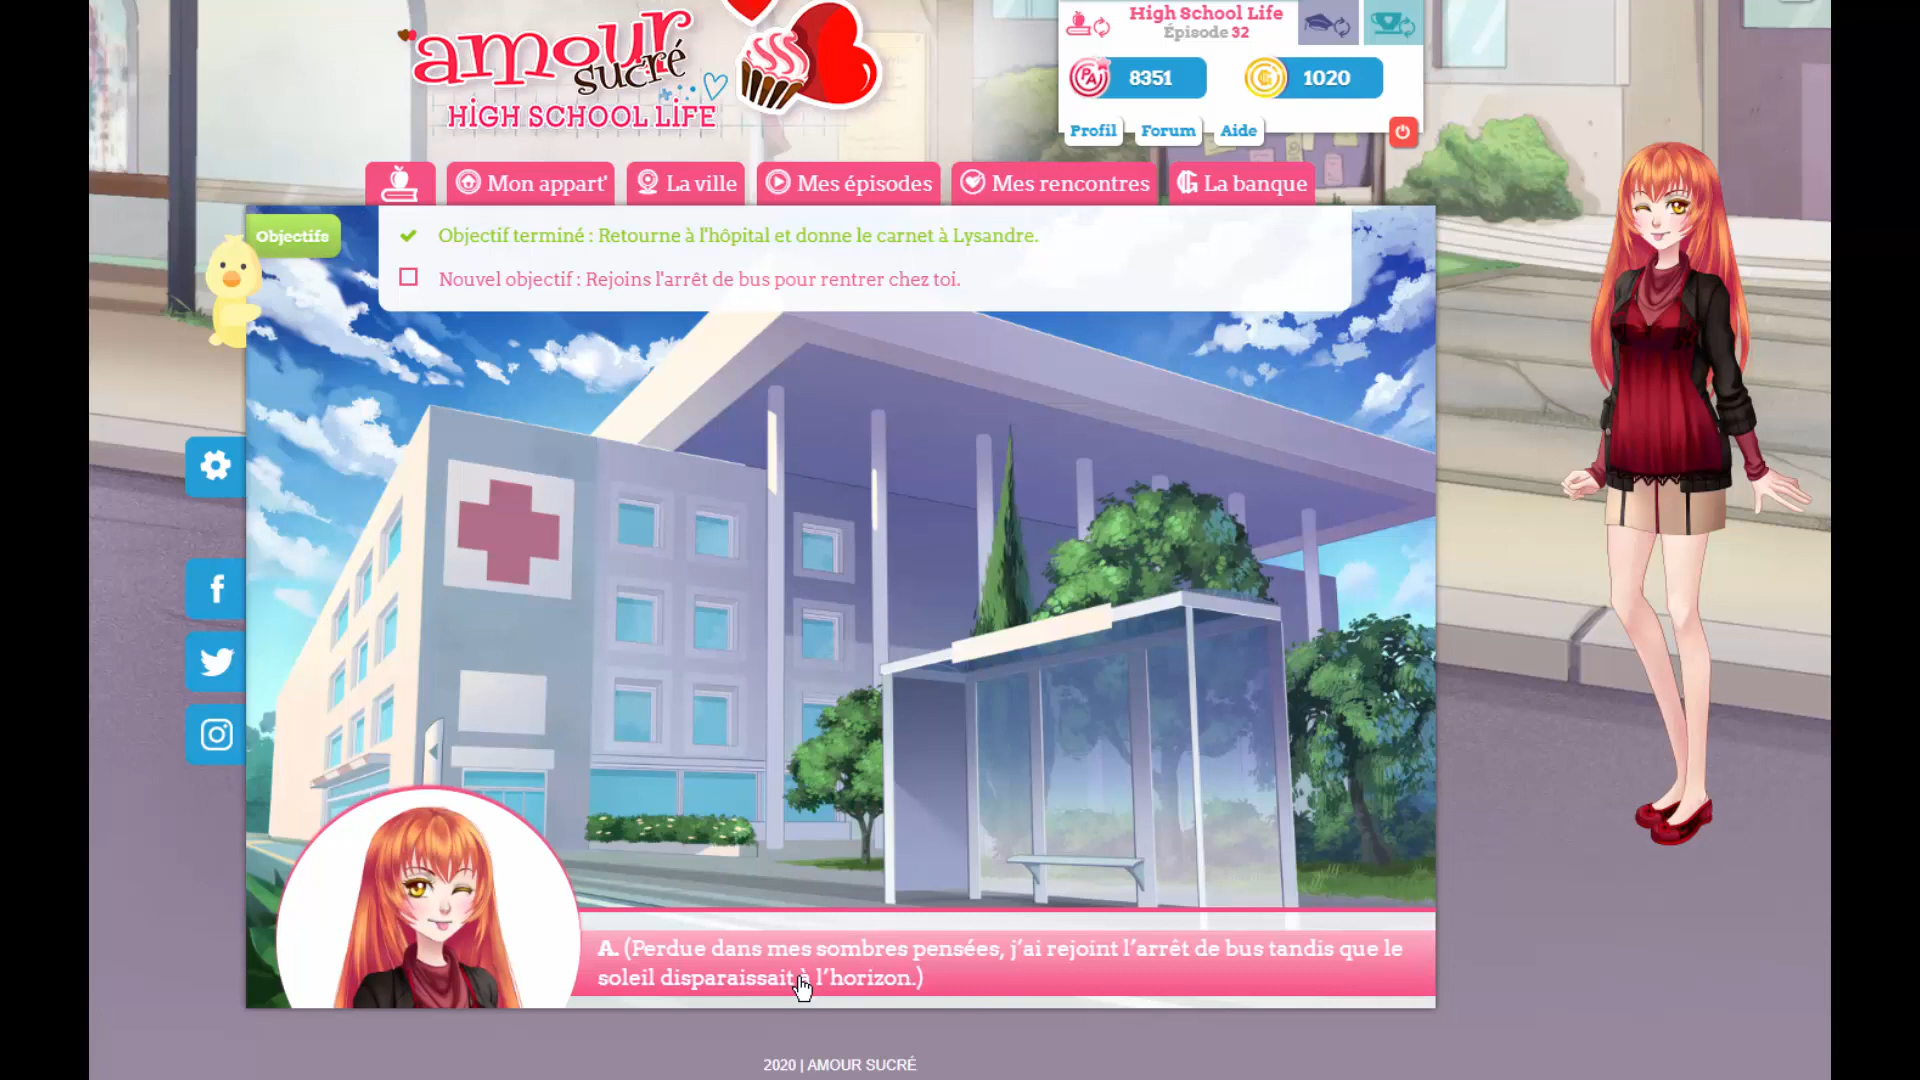 amour
sucré
HIGH SCHOOL LIFE
High School Life
Épisode 32
PA
8351
1020
Profil
Forum
Aide
Mon appart'
La ville
Mes épisodes
Mes rencontres
La banque
Objectifs
Objectif terminé : Retourne à l'hôpital et donne le carnet à Lysandre.
Nouvel objectif : Rejoins l'arrêt de bus pour rentrer chez toi.
A. (Perdue dans mes sombres pensées, j’ai rejoint l’arrêt de bus tandis que le
soleil disparaissait à l’horizon.)
2020 | AMOUR SUCRÉ